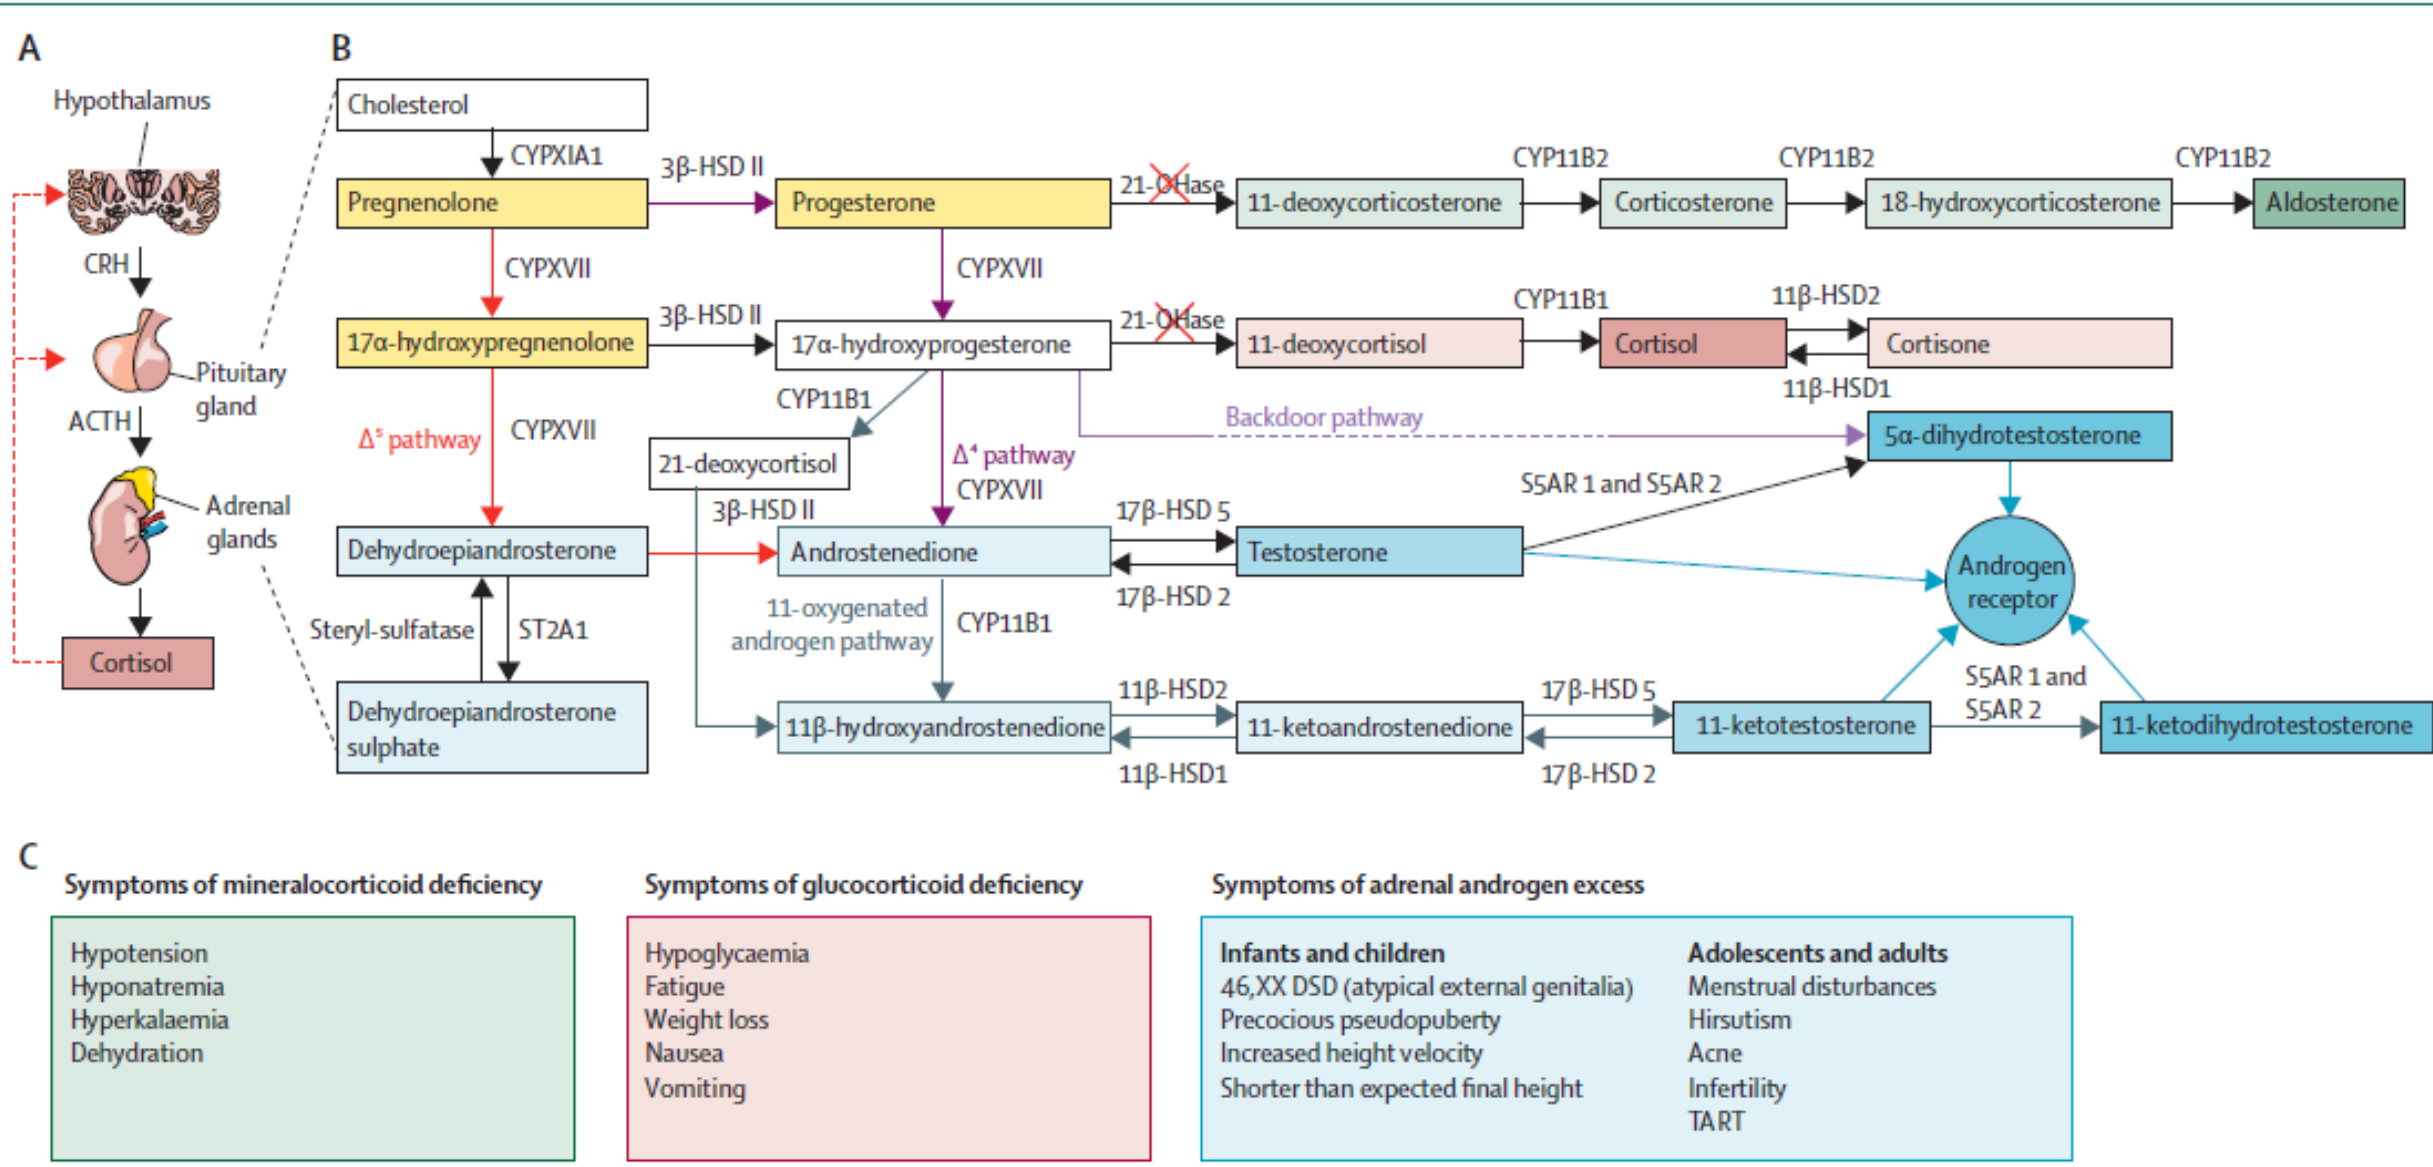 A
Hypothalamus
CRH
Pituitary
gland
ACTH
Adrenal
glands
Cortisol
B
Cholesterol
CYPXIA1
Pregnenolone
3β-HSD II
Progesterone
21-OHase
11-deoxycorticosterone
CYP11B2
Corticosterone
CYP11B2
18-hydroxycorticosterone
CYP11B2
Aldosterone
CYPXVII
CYPXVII
17α-hydroxypregnenolone
3β-HSD II
17α-hydroxyprogesterone
21-OHase
11-deoxycortisol
CYP11B1
Cortisol
11β-HSD2
11β-HSD1
Cortisone
Δ⁵ pathway
CYPXVII
CYP11B1
21-deoxycortisol
Δ⁴ pathway
CYPXVII
Backdoor pathway
5α-dihydrotestosterone
S5AR 1 and S5AR 2
Dehydroepiandrosterone
3β-HSD II
Androstenedione
17β-HSD 5
17β-HSD 2
Testosterone
Androgen
receptor
Steryl-sulfatase
ST2A1
11-oxygenated
androgen pathway
CYP11B1
Dehydroepiandrosterone
sulphate
11β-hydroxyandrostenedione
11β-HSD2
11β-HSD1
11-ketoandrostenedione
17β-HSD 5
17β-HSD 2
11-ketotestosterone
S5AR 1 and
S5AR 2
11-ketodihydrotestosterone
C
Symptoms of mineralocorticoid deficiency
Hypotension
Hyponatremia
Hyperkalaemia
Dehydration
Symptoms of glucocorticoid deficiency
Hypoglycaemia
Fatigue
Weight loss
Nausea
Vomiting
Symptoms of adrenal androgen excess
Infants and children
46,XX DSD (atypical external genitalia)
Precocious pseudopuberty
Increased height velocity
Shorter than expected final height
Adolescents and adults
Menstrual disturbances
Hirsutism
Acne
Infertility
TART